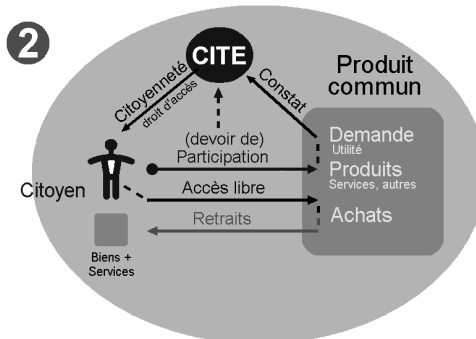 2
CITE
Citoyenneté
droit d'accès
Constat
Produit
commun
(devoir de)
Participation
Demande
Utilité
Produits
Services, autres
Citoyen
Accès libre
Achats
Retraits
Biens +
Services